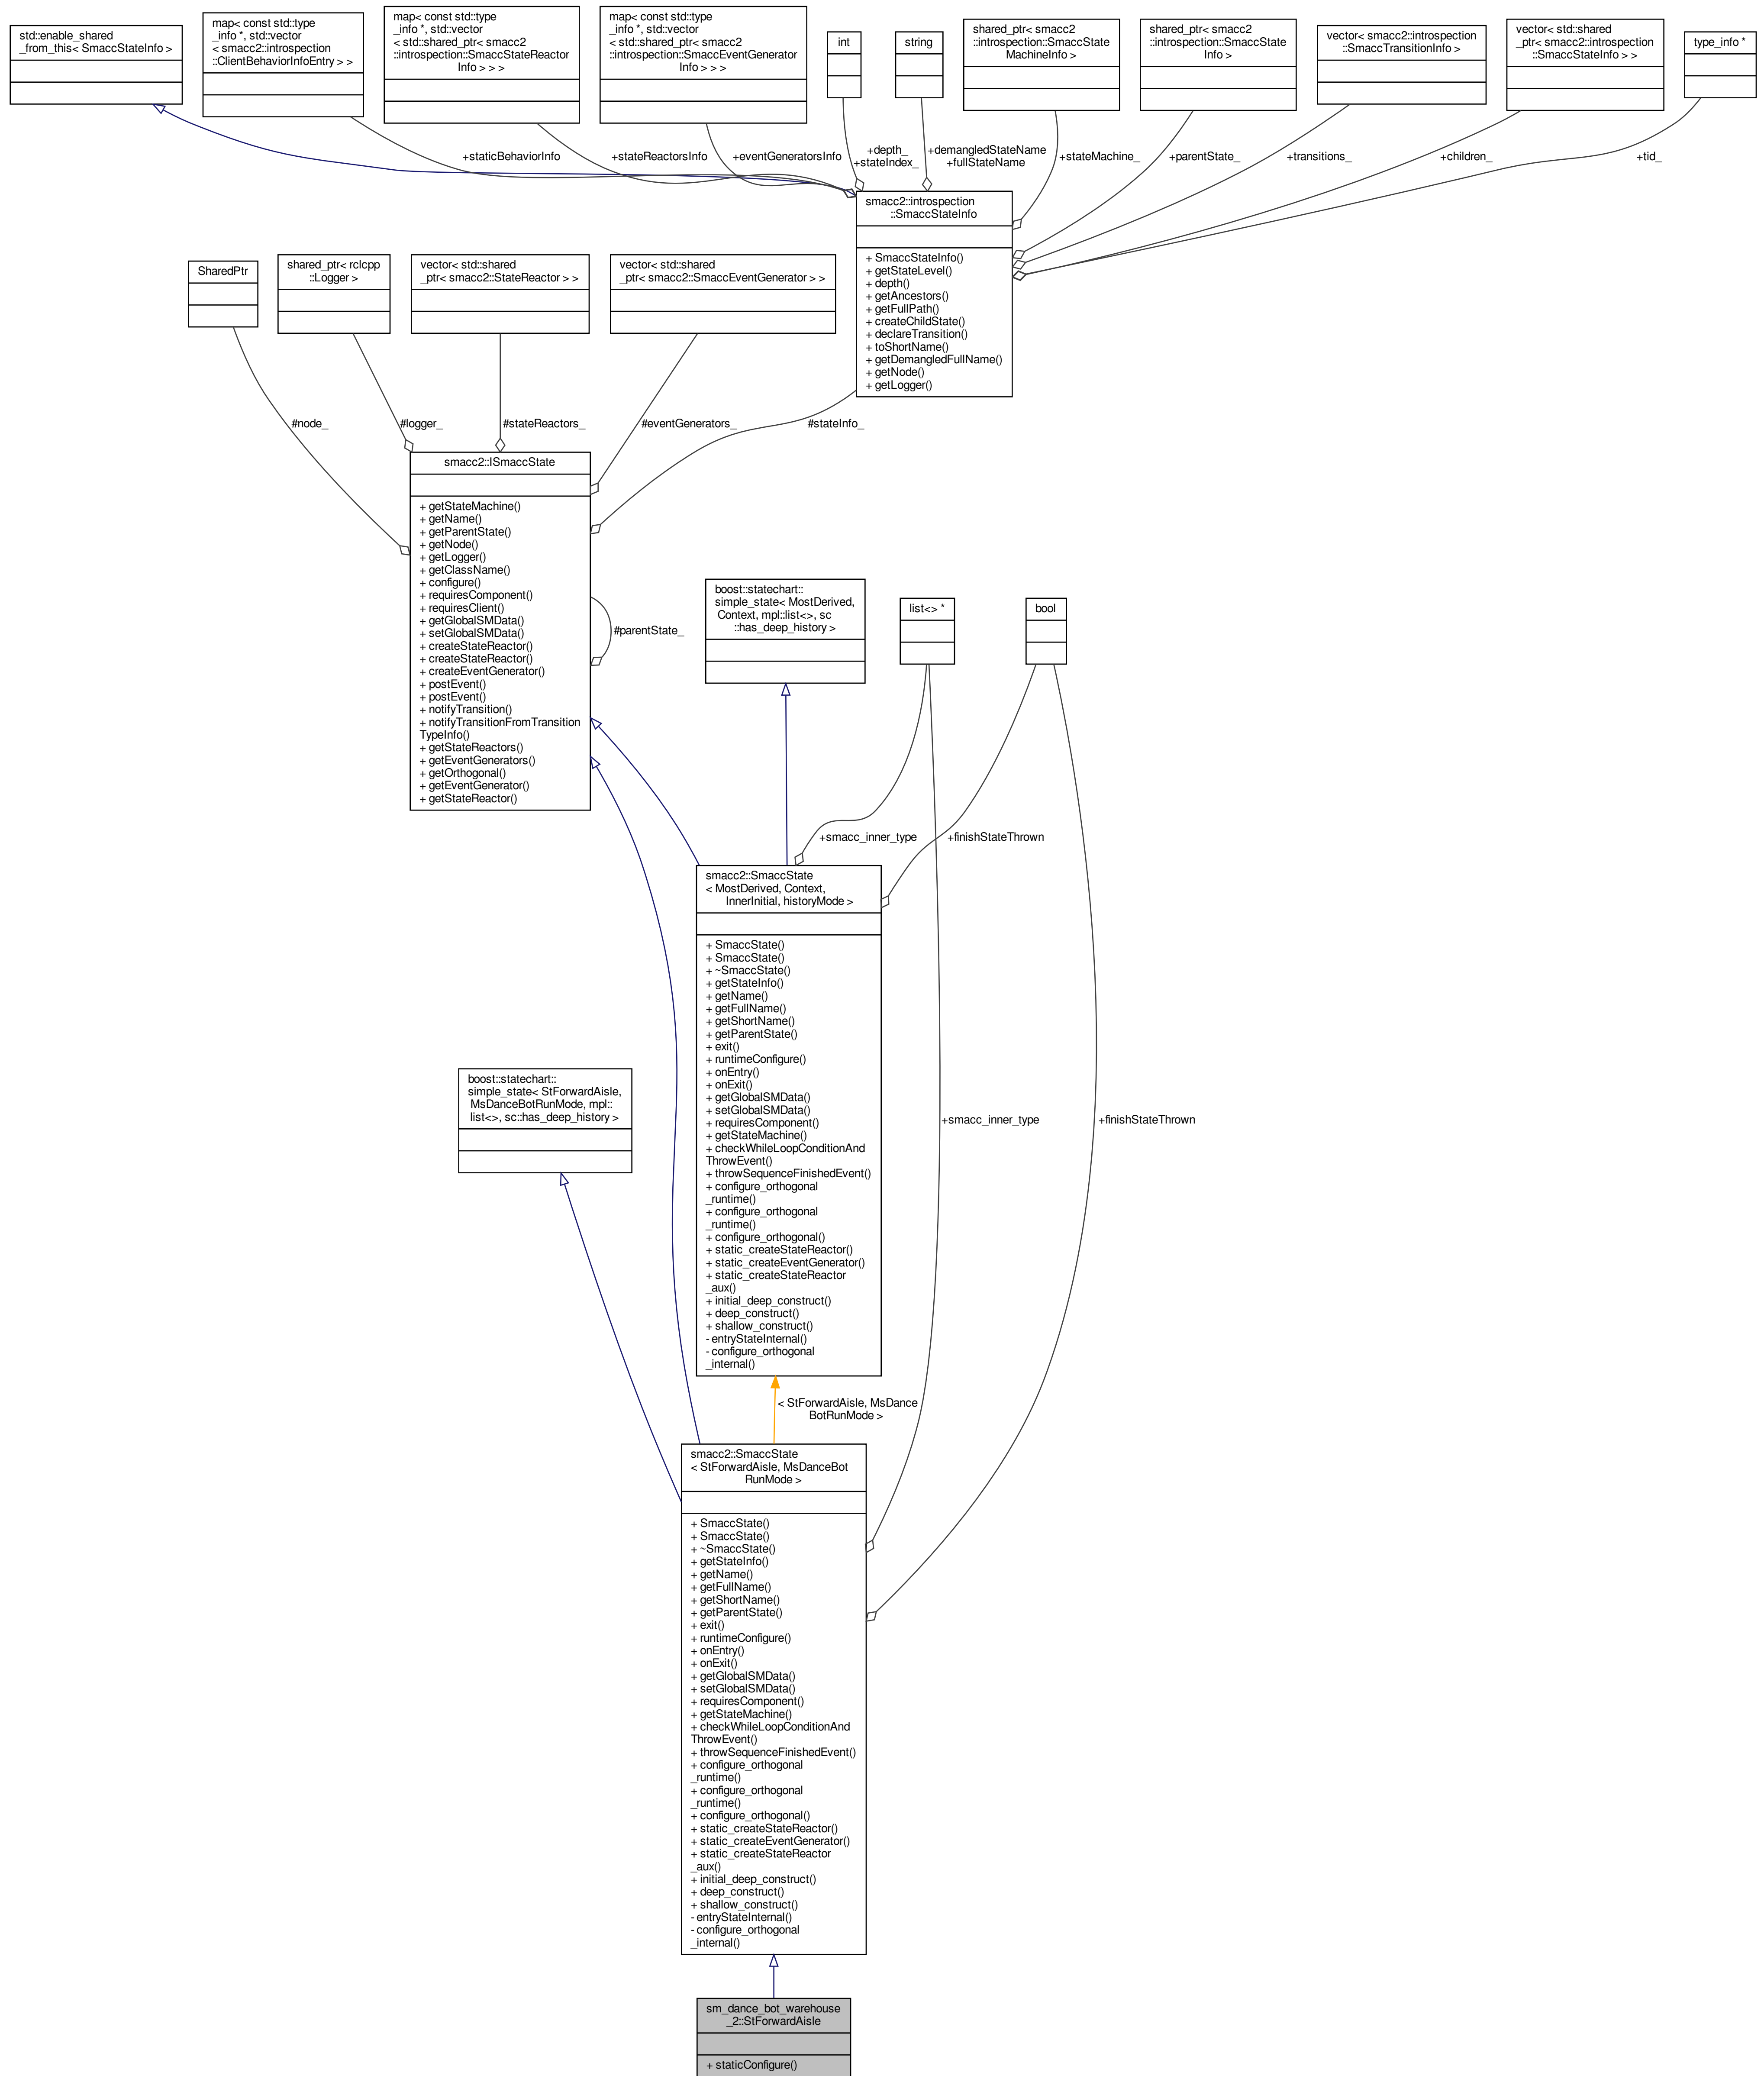 std::enable_shared
_from_this< SmaccStateInfo >
map< const std::type
_info *, std::vector
< smacc2::introspection
::ClientBehaviorInfoEntry > >
map< const std::type
_info *, std::vector
< std::shared_ptr< smacc2
::introspection::SmaccStateReactor
Info > > >
map< const std::type
_info *, std::vector
< std::shared_ptr< smacc2
::introspection::SmaccEventGenerator
Info > > >
int
string
shared_ptr< smacc2
::introspection::SmaccState
MachineInfo >
shared_ptr< smacc2
::introspection::SmaccState
Info >
vector< smacc2::introspection
::SmaccTransitionInfo >
vector< std::shared
_ptr< smacc2::introspection
::SmaccStateInfo > >
type_info *
+staticBehaviorInfo
+stateReactorsInfo
+eventGeneratorsInfo
+depth_
+stateIndex_
+demangledStateName
+fullStateName
+stateMachine_
+parentState_
+transitions_
+children_
+tid_
smacc2::introspection
::SmaccStateInfo
+ SmaccStateInfo()
+ getStateLevel()
+ depth()
+ getAncestors()
+ getFullPath()
+ createChildState()
+ declareTransition()
+ toShortName()
+ getDemangledFullName()
+ getNode()
+ getLogger()
SharedPtr
shared_ptr< rclcpp
::Logger >
vector< std::shared
_ptr< smacc2::StateReactor > >
vector< std::shared
_ptr< smacc2::SmaccEventGenerator > >
#node_
#logger_
#stateReactors_
#eventGenerators_
#stateInfo_
smacc2::ISmaccState
+ getStateMachine()
+ getName()
+ getParentState()
+ getNode()
+ getLogger()
+ getClassName()
+ configure()
+ requiresComponent()
+ requiresClient()
+ getGlobalSMData()
+ setGlobalSMData()
+ createStateReactor()
+ createStateReactor()
+ createEventGenerator()
+ postEvent()
+ postEvent()
+ notifyTransition()
+ notifyTransitionFromTransition
TypeInfo()
+ getStateReactors()
+ getEventGenerators()
+ getOrthogonal()
+ getEventGenerator()
+ getStateReactor()
#parentState_
boost::statechart::
simple_state< MostDerived,
Context, mpl::list<>, sc
::has_deep_history >
list<> *
bool
+smacc_inner_type
+finishStateThrown
smacc2::SmaccState
< MostDerived, Context,
InnerInitial, historyMode >
+ SmaccState()
+ SmaccState()
+ ~SmaccState()
+ getStateInfo()
+ getName()
+ getFullName()
+ getShortName()
+ getParentState()
+ exit()
+ runtimeConfigure()
+ onEntry()
+ onExit()
+ getGlobalSMData()
+ setGlobalSMData()
+ requiresComponent()
+ getStateMachine()
+ checkWhileLoopConditionAnd
ThrowEvent()
+ throwSequenceFinishedEvent()
+ configure_orthogonal
_runtime()
+ configure_orthogonal
_runtime()
+ configure_orthogonal()
+ static_createStateReactor()
+ static_createEventGenerator()
+ static_createStateReactor
_aux()
+ initial_deep_construct()
+ deep_construct()
+ shallow_construct()
- entryStateInternal()
- configure_orthogonal
_internal()
boost::statechart::
simple_state< StForwardAisle,
MsDanceBotRunMode, mpl::
list<>, sc::has_deep_history >
+smacc_inner_type
+finishStateThrown
< StForwardAisle, MsDance
BotRunMode >
smacc2::SmaccState
< StForwardAisle, MsDanceBot
RunMode >
+ SmaccState()
+ SmaccState()
+ ~SmaccState()
+ getStateInfo()
+ getName()
+ getFullName()
+ getShortName()
+ getParentState()
+ exit()
+ runtimeConfigure()
+ onEntry()
+ onExit()
+ getGlobalSMData()
+ setGlobalSMData()
+ requiresComponent()
+ getStateMachine()
+ checkWhileLoopConditionAnd
ThrowEvent()
+ throwSequenceFinishedEvent()
+ configure_orthogonal
_runtime()
+ configure_orthogonal
_runtime()
+ configure_orthogonal()
+ static_createStateReactor()
+ static_createEventGenerator()
+ static_createStateReactor
_aux()
+ initial_deep_construct()
+ deep_construct()
+ shallow_construct()
- entryStateInternal()
- configure_orthogonal
_internal()
sm_dance_bot_warehouse
_2::StForwardAisle
+ staticConfigure()